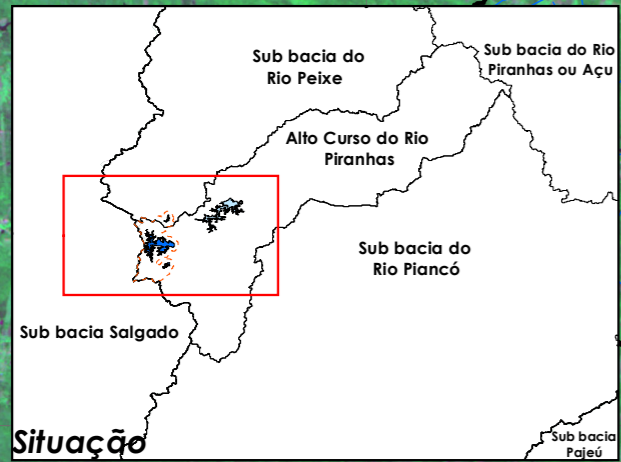 Sub bacia do
Rio Peixe
Sub bacia do Rio
Piranhas ou Açu
Alto Curso do Rio
Piranhas
Sub bacia do
Rio Piancó
Sub bacia Salgado
Situação
Sub bacia
Pajeú